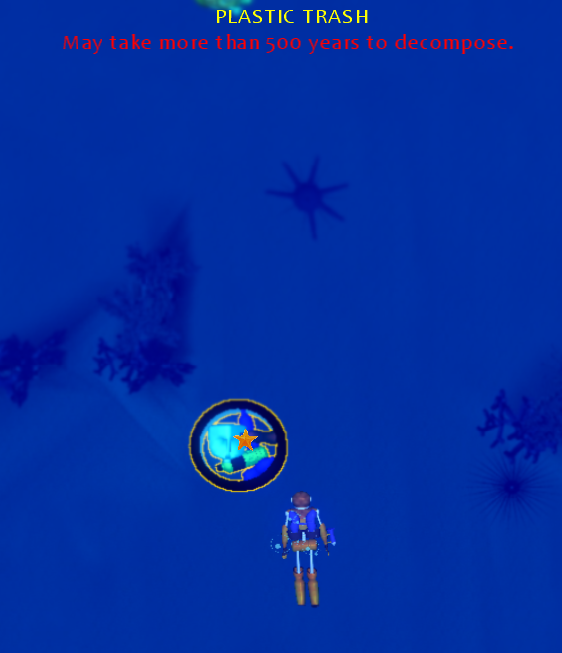 PLASTIC TRASH
May take more than 500 years to decompose.